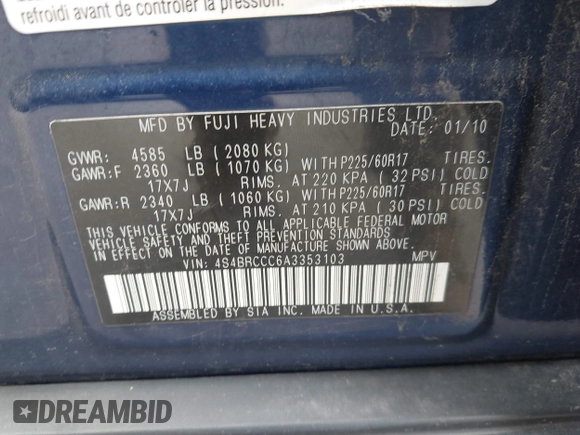 refroidi avant de contrôler la pression.
MFD BY FUJI HEAVY INDUSTRIES LTD.
DATE: 01/10
GVWR: 4585 LB (2080 KG)
GAWR:F 2360 LB (1070 KG) WITH P225/60R17 TIRES.
17X7J RIMS. AT 220 KPA (32 PSI) COLD
GAWR:R 2340 LB (1060 KG) WITH P225/60R17 TIRES.
17X7J RIMS. AT 210 KPA (30 PSI) COLD
THIS VEHICLE CONFORMS TO ALL APPLICABLE FEDERAL MOTOR
VEHICLE SAFETY AND THEFT PREVENTION STANDARDS
IN EFFECT ON THE DATE OF MANUFACTURE SHOWN ABOVE.
VIN: 4S4BRCCC6A3353103 MPV
ASSEMBLED BY SIA INC. MADE IN U.S.A.
DREAMBID